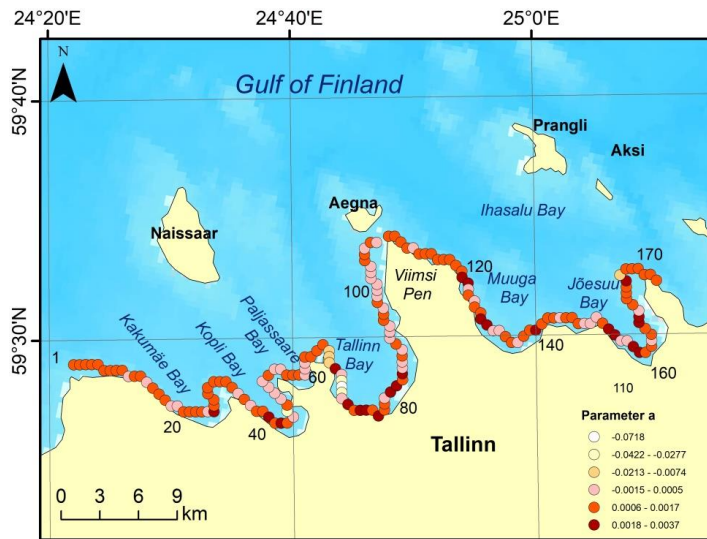 24°20'E
24°40'E
25°0'E
N
59°40'N
59°30'N
Gulf of Finland
Prangli
Aksi
Aegna
Naissaar
Ihasalu Bay
Viimsi
Pen
Muuga
Bay
Jõesuu
Bay
Kakumäe Bay
Kopli Bay
Paljassaare
Bay
Tallinn
Bay
1
20
40
60
80
100
120
140
160
170
110
Tallinn
0 3 6 9
km
Parameter a
-0.0718
-0.0422 - -0.0277
-0.0213 - -0.0074
-0.0015 - 0.0005
0.0006 - 0.0017
0.0018 - 0.0037